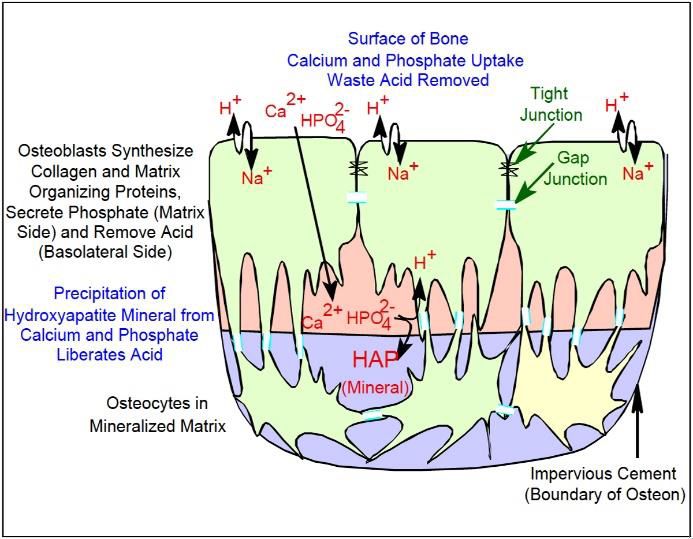 Surface of Bone
Calcium and Phosphate Uptake
Waste Acid Removed
H+
Ca2+
HPO42-
H+
H+
Tight
Junction
Gap
Junction
Na+
Na+
Na+
Osteoblasts Synthesize
Collagen and Matrix
Organizing Proteins,
Secrete Phosphate (Matrix
Side) and Remove Acid
(Basolateral Side)
H+
Precipitation of
Hydroxyapatite Mineral from
Calcium and Phosphate
Liberates Acid
Ca2+ HPO42-
HAP
(Mineral)
Osteocytes in
Mineralized Matrix
Impervious Cement
(Boundary of Osteon)